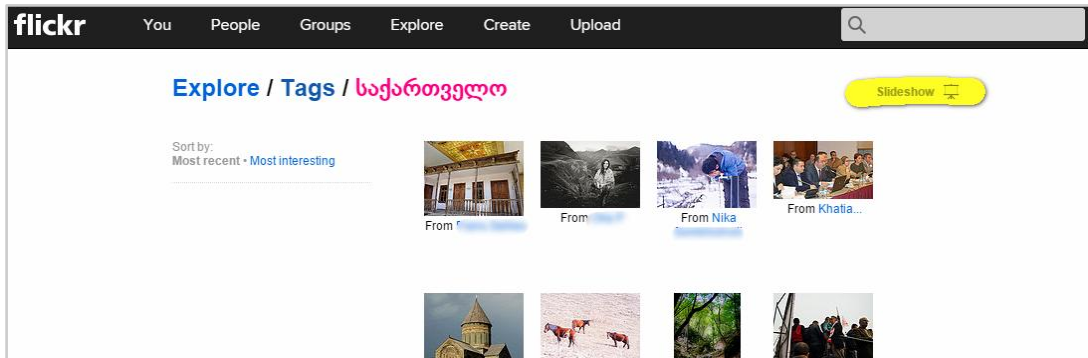 flickr You People Groups Explore Create Upload
Explore / Tags / საქართველო
Slideshow
Sort by:
Most recent • Most interesting
From
From
From Nika
From Khatia...